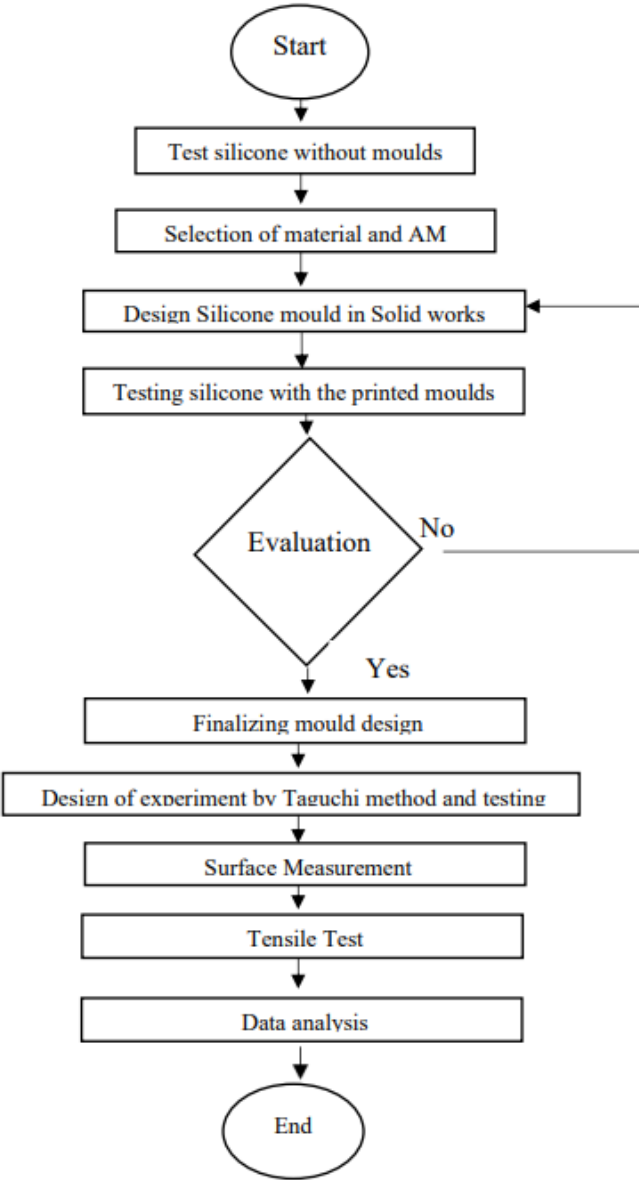 Start
Test silicone without moulds
Selection of material and AM
Design Silicone mould in Solid works
Testing silicone with the printed moulds
Evaluation
No
Yes
Finalizing mould design
Design of experiment by Taguchi method and testing
Surface Measurement
Tensile Test
Data analysis
End